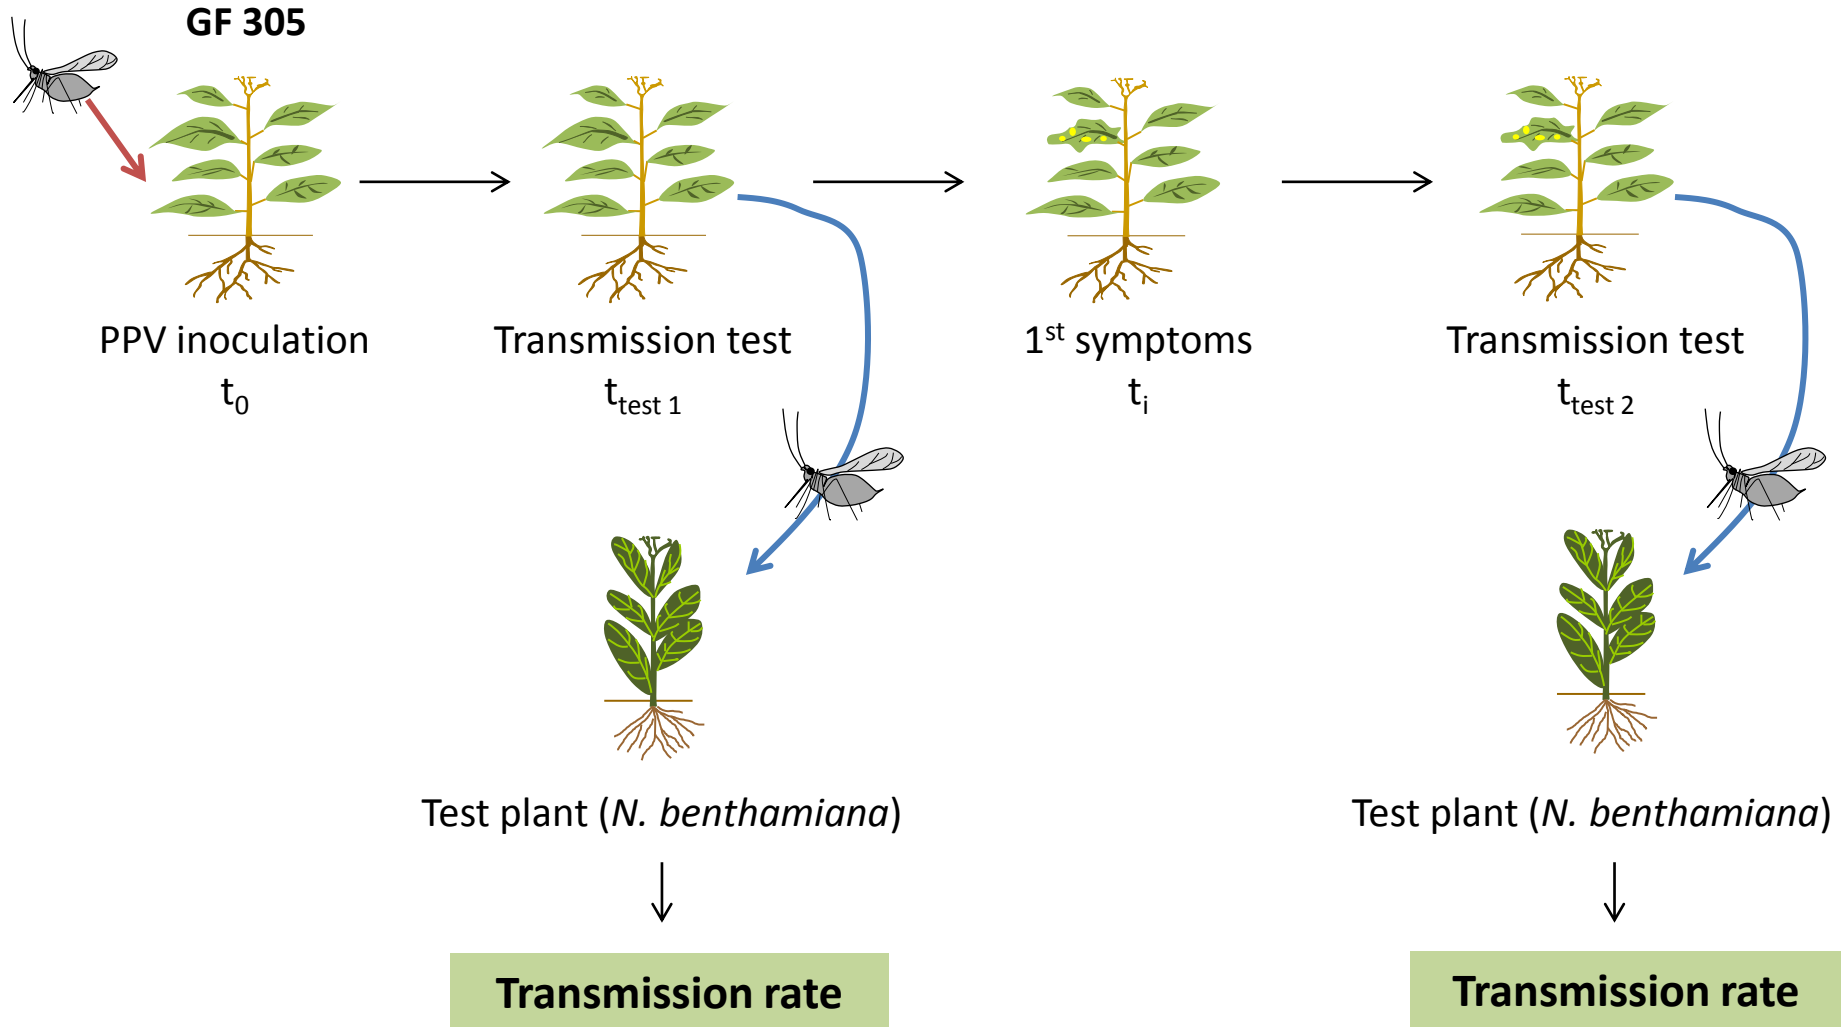 GF 305
PPV inoculation
t0
Transmission test
ttest 1
1st symptoms
ti
Transmission test
ttest 2
Test plant (N. benthamiana)
Test plant (N. benthamiana)
Transmission rate
Transmission rate